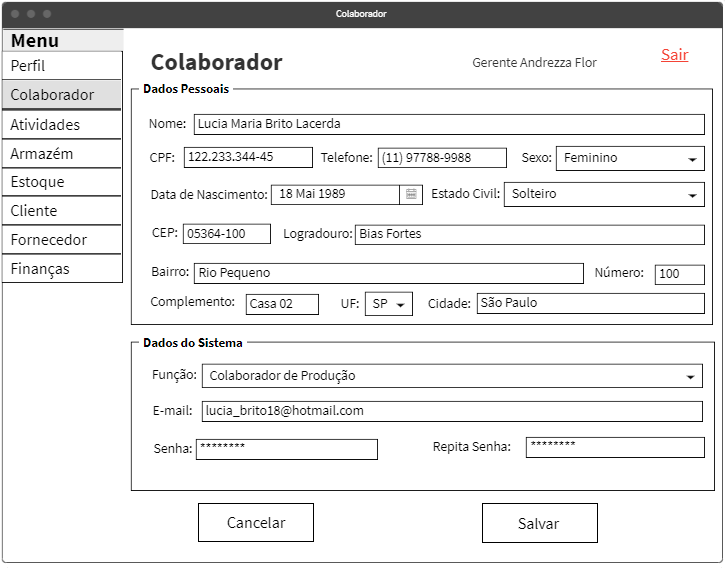 Colaborador
Menu
Perfil
Colaborador
Atividades
Armazém
Estoque
Cliente
Fornecedor
Finanças
Colaborador
Gerente Andrezza Flor
Sair
Dados Pessoais
Nome: Lucia Maria Brito Lacerda
CPF: 122.233.344-45 Telefone: (11) 97788-9988 Sexo: Feminino
Data de Nascimento: 18 Mai 1989 Estado Civil: Solteiro
CEP: 05364-100 Logradouro: Bias Fortes
Bairro: Rio Pequeno Número: 100
Complemento: Casa 02 UF: SP Cidade: São Paulo
Dados do Sistema
Função: Colaborador de Produção
E-mail: lucia_brito18@hotmail.com
Senha: ******** Repita Senha: ********
Cancelar Salvar